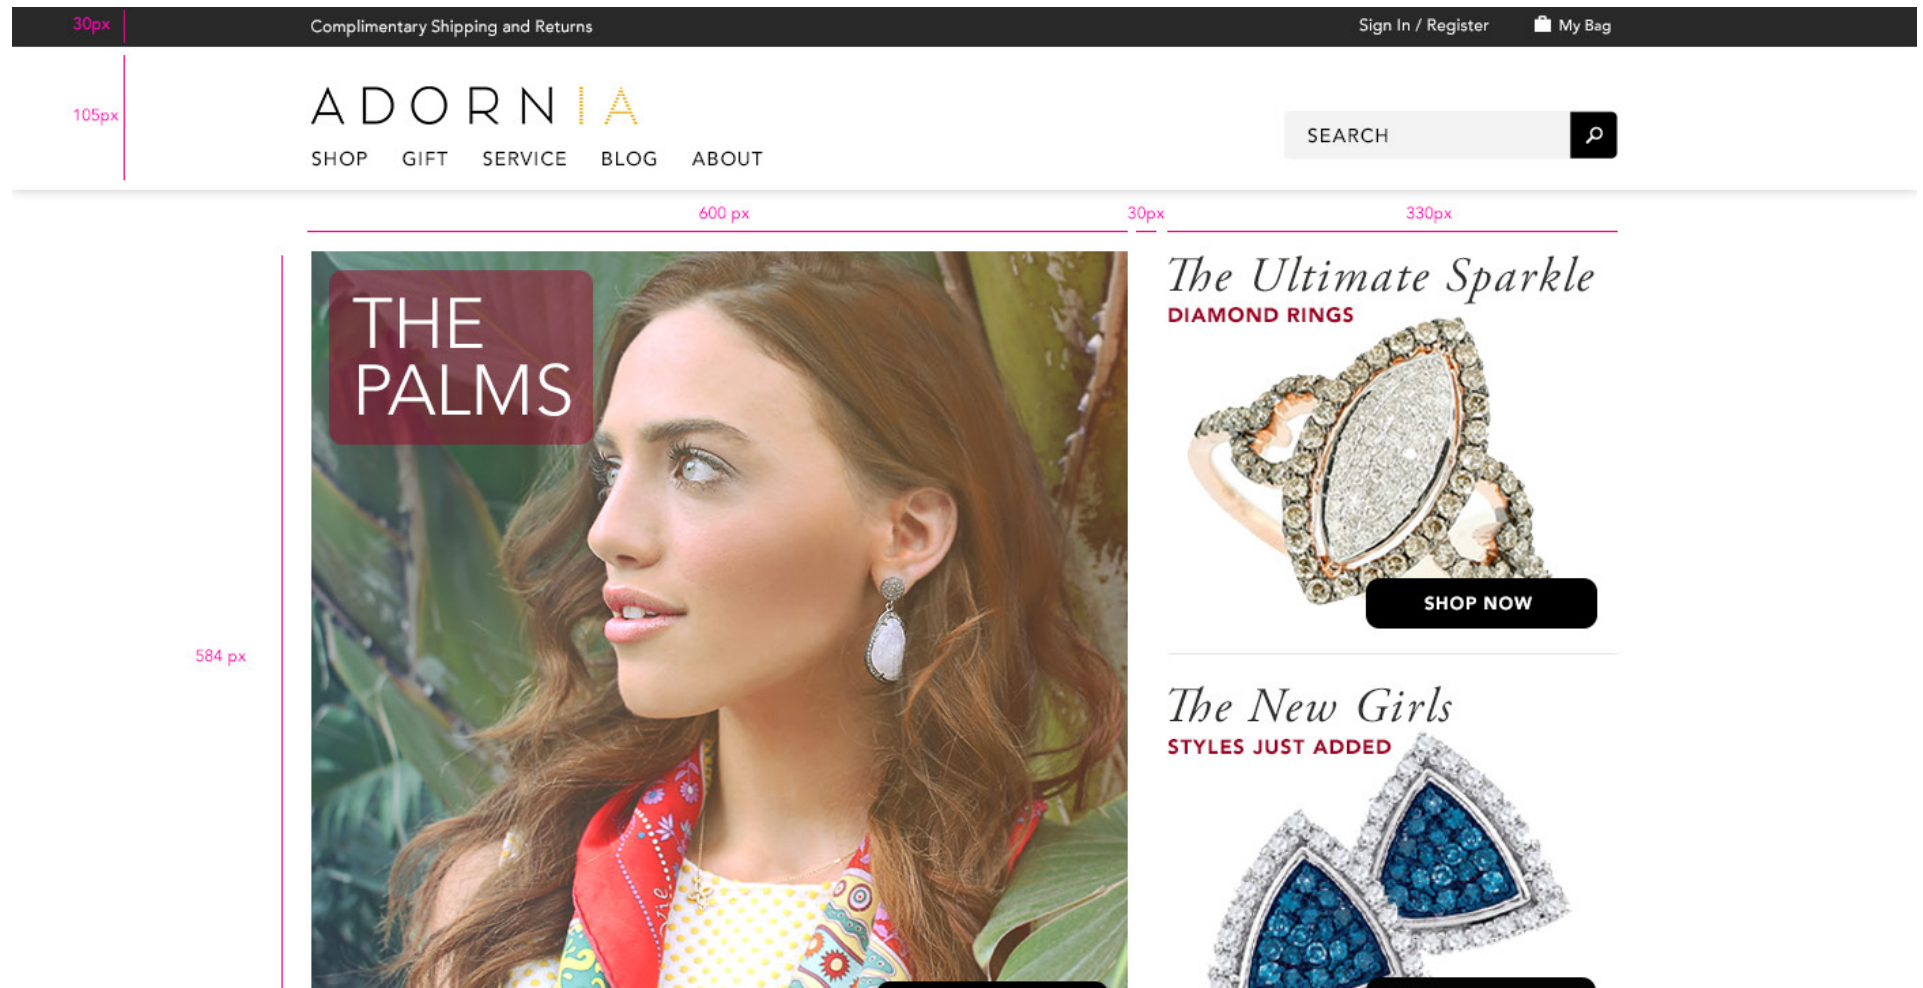 30px
Complimentary Shipping and Returns
Sign In / Register
My Bag
105px
ADORNIA
SEARCH
SHOP GIFT SERVICE BLOG ABOUT
600 px
30px
330px
THE
PALMS
The Ultimate Sparkle
DIAMOND RINGS
SHOP NOW
584 px
The New Girls
STYLES JUST ADDED